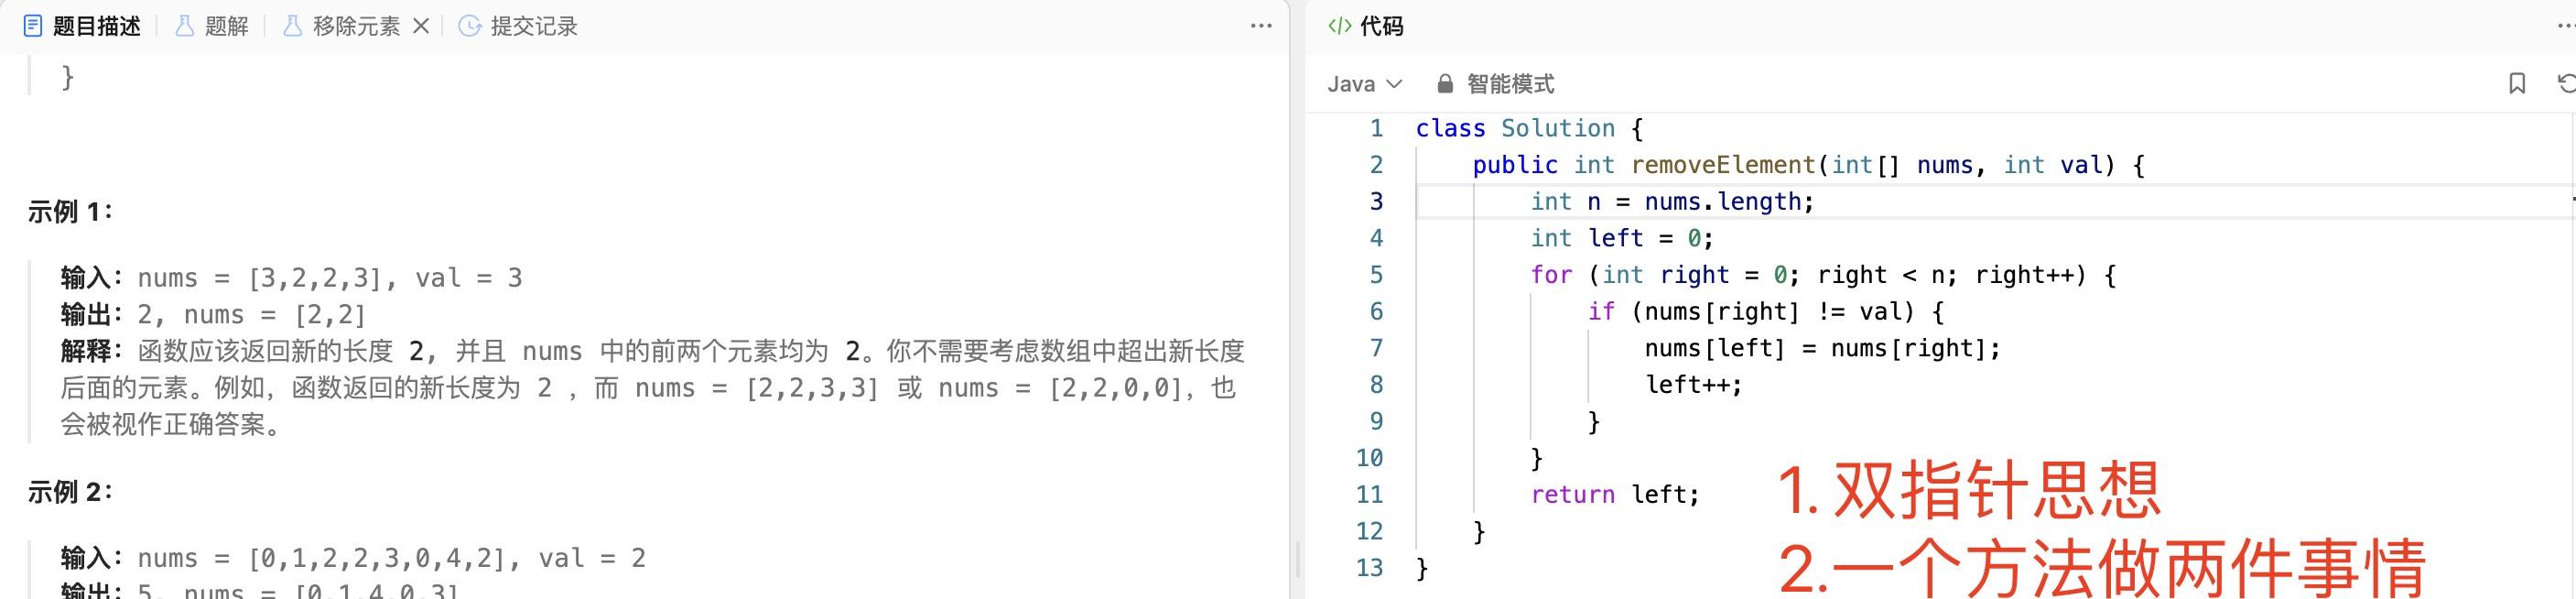 题目描述 题解 移除元素 提交记录
}
示例 1：
输入：nums = [3,2,2,3], val = 3
输出：2, nums = [2,2]
解释：函数应该返回新的长度 2, 并且 nums 中的前两个元素均为 2。你不需要考虑数组中超出新长度
后面的元素。例如，函数返回的新长度为 2 ，而 nums = [2,2,3,3] 或 nums = [2,2,0,0]，也
会被视作正确答案。
示例 2：
输入：nums = [0,1,2,2,3,0,4,2], val = 2
输出：5, nums = [0,1,4,0,3]
代码
Java 智能模式
1 class Solution {
2 public int removeElement(int[] nums, int val) {
3 int n = nums.length;
4 int left = 0;
5 for (int right = 0; right < n; right++) {
6 if (nums[right] != val) {
7 nums[left] = nums[right];
8 left++;
9 }
10 }
11 return left;
12 }
13 }
1. 双指针思想
2.一个方法做两件事情